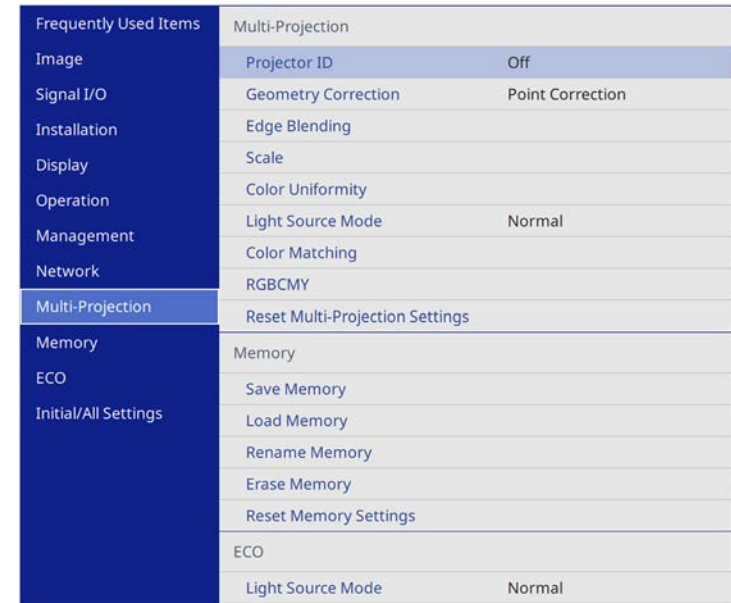 Frequently Used Items
Image
Signal I/O
Installation
Display
Operation
Management
Network
Multi-Projection
Memory
ECO
Initial/All Settings
Multi-Projection
Projector ID Off
Geometry Correction Point Correction
Edge Blending
Scale
Color Uniformity
Light Source Mode Normal
Color Matching
RGBCMY
Reset Multi-Projection Settings
Memory
Save Memory
Load Memory
Rename Memory
Erase Memory
Reset Memory Settings
ECO
Light Source Mode Normal